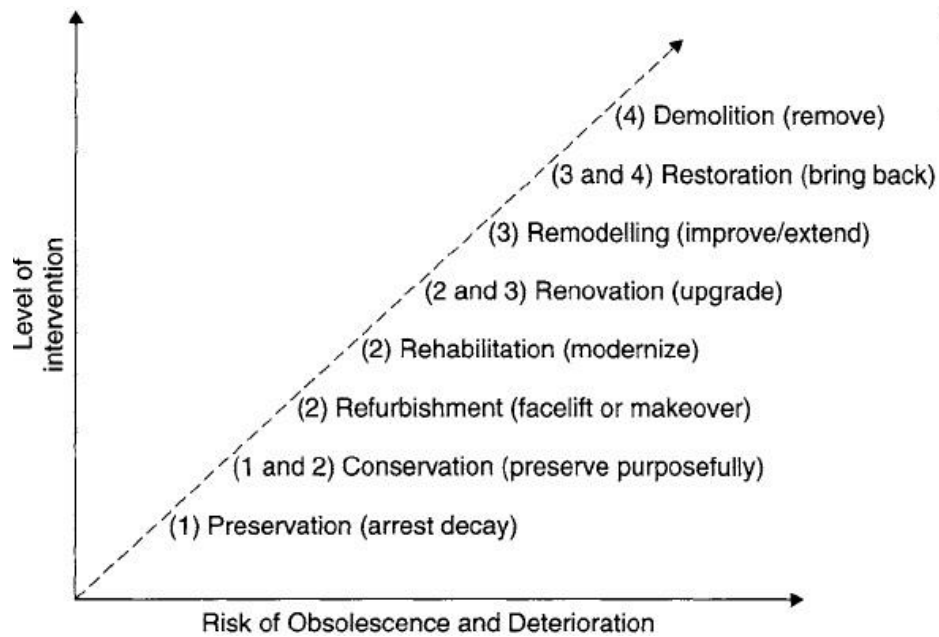 (4) Demolition (remove)
(3 and 4) Restoration (bring back)
(3) Remodelling (improve/extend)
(2 and 3) Renovation (upgrade)
(2) Rehabilitation (modernize)
(2) Refurbishment (facelift or makeover)
(1 and 2) Conservation (preserve purposefully)
(1) Preservation (arrest decay)
Level of
intervention
Risk of Obsolescence and Deterioration